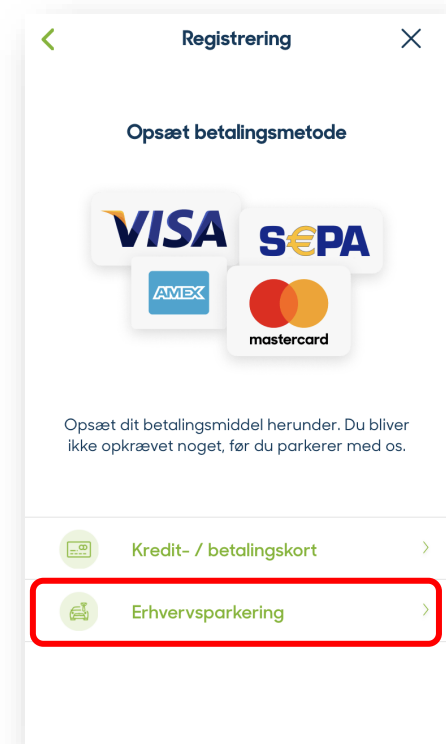 Registrering
Opsæt betalingsmetode
VISA
S€PA
AMEX
mastercard
Opsæt dit betalingsmiddel herunder. Du bliver
ikke opkrævet noget, før du parkerer med os.
Kredit- / betalingskort
Erhvervsparkering